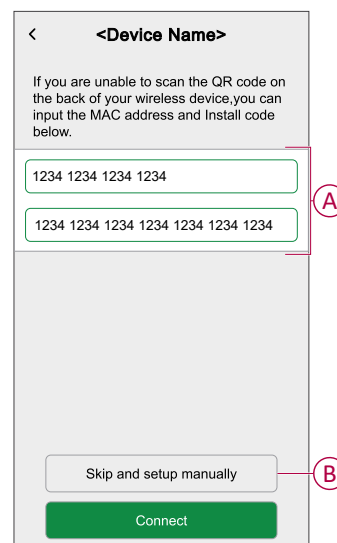 <Device Name>
If you are unable to scan the QR code on
the back of your wireless device,you can
input the MAC address and Install code
below.
1234 1234 1234 1234
A
1234 1234 1234 1234 1234 1234 1234
Skip and setup manually
B
Connect